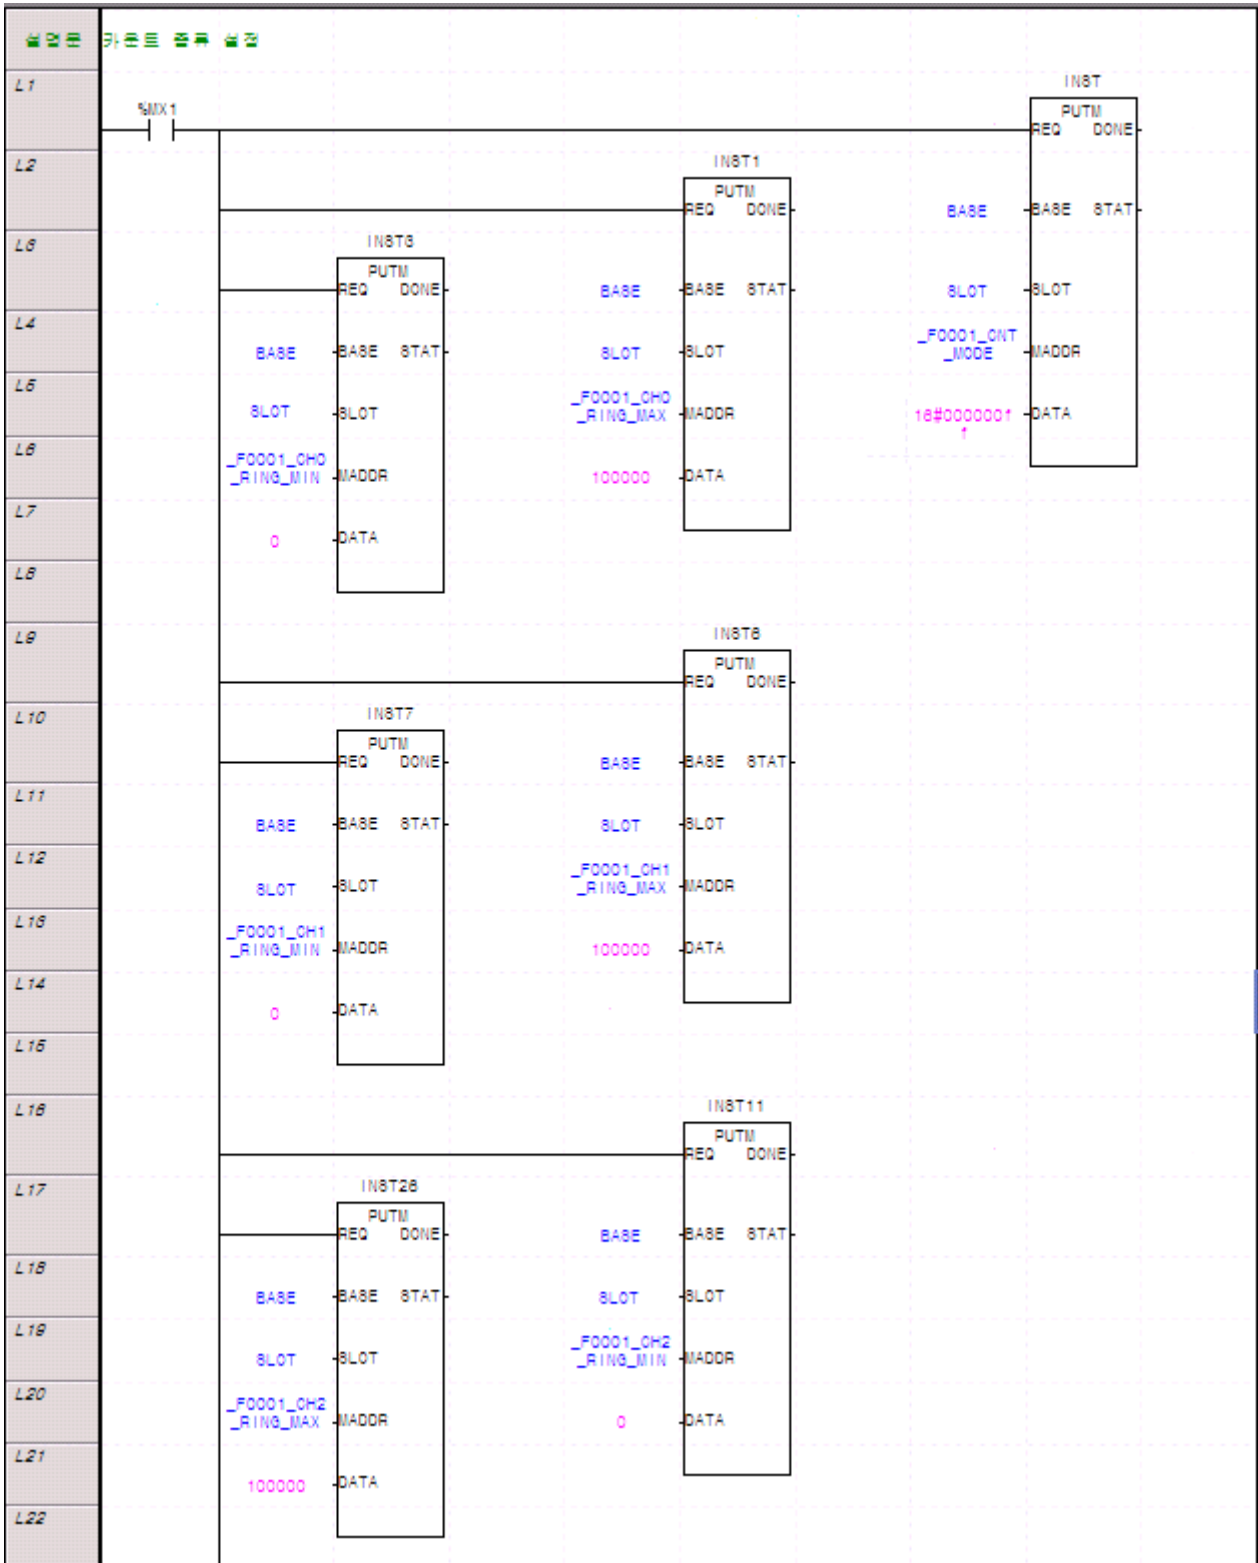 설명문 카운트 종류 설정
L1
%MX1
INST
PUTM
REQ DONE
L2
INST1
PUTM
REQ DONE
BASE BASE STAT
L3
INST3
PUTM
REQ DONE
BASE BASE STAT
SLOT SLOT
L4
BASE BASE STAT
SLOT SLOT
_F0001_CNT
_MODE MADDR
L5
SLOT SLOT
_F0001_CH0
_RING_MAX MADDR
DATA
L6
_F0001_CH0
_RING_MIN MADDR
100000 DATA
L7
0 DATA
L8
L9
INST6
PUTM
REQ DONE
L10
INST7
PUTM
REQ DONE
BASE BASE STAT
L11
BASE BASE STAT
SLOT SLOT
L12
SLOT SLOT
_F0001_CH1
_RING_MAX MADDR
L13
_F0001_CH1
_RING_MIN MADDR
100000 DATA
L14
0 DATA
L15
L16
INST11
PUTM
REQ DONE
L17
INST26
PUTM
REQ DONE
BASE BASE STAT
L18
BASE BASE STAT
SLOT SLOT
L19
SLOT SLOT
_F0001_CH2
_RING_MIN MADDR
L20
_F0001_CH2
_RING_MAX MADDR
0 DATA
L21
100000 DATA
L22